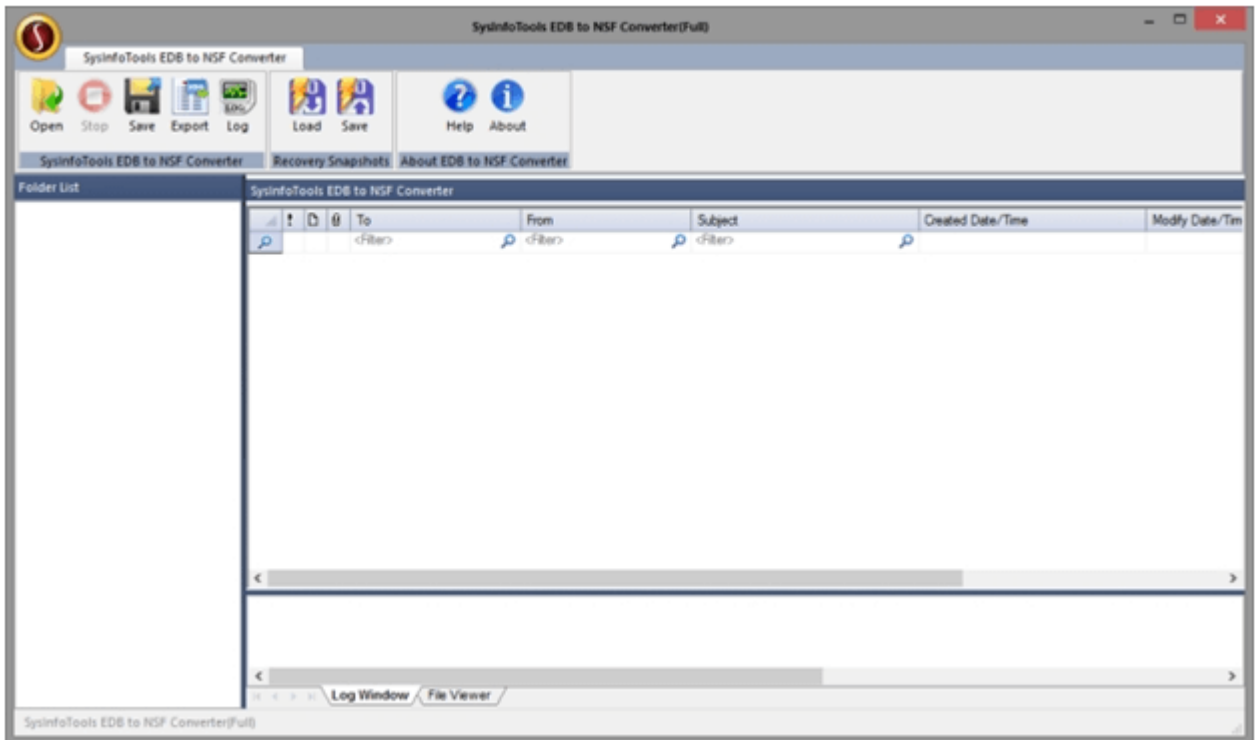 SysInfoTools EDB to NSF Converter(Full)
SysInfoTools EDB to NSF Converter
Open Stop Save Export Log Load Save Help About
SysInfoTools EDB to NSF Converter Recovery Snapshots About EDB to NSF Converter
Folder List
SysInfoTools EDB to NSF Converter
! To From Subject Created Date/Time Modify Date/Tim
<Filter> <Filter> <Filter>
Log Window File Viewer
SysInfoTools EDB to NSF Converter(Full)